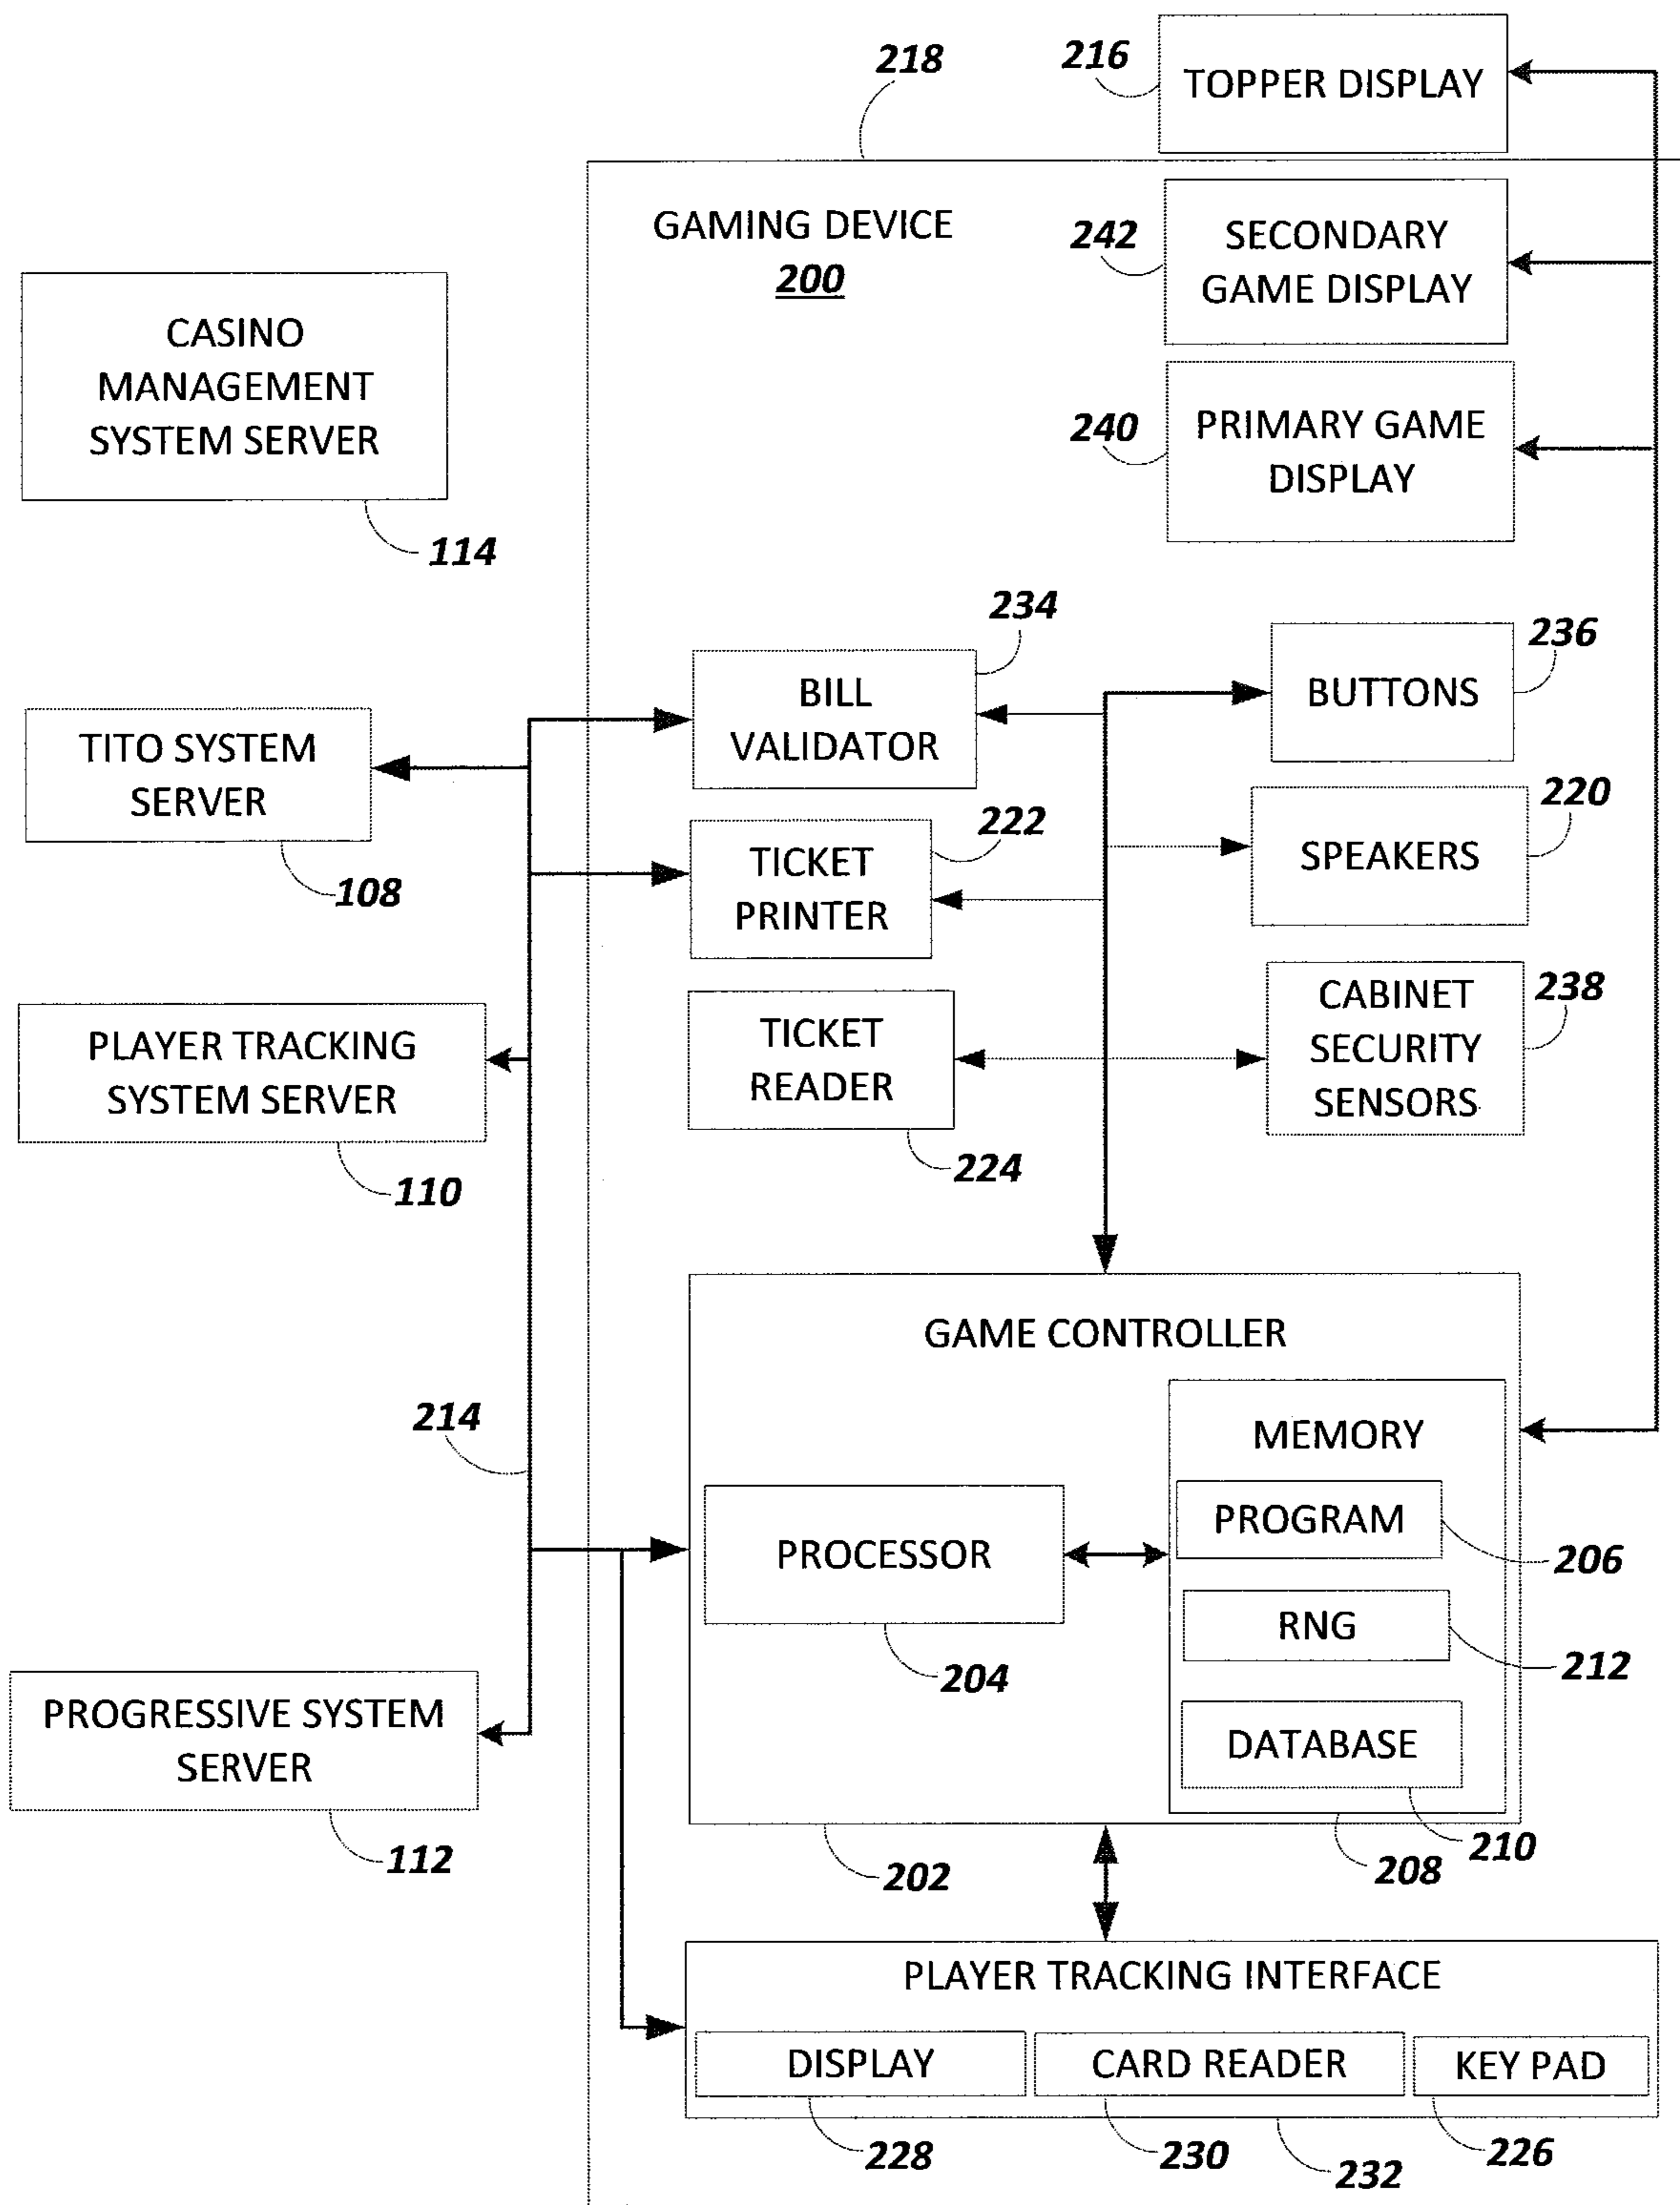 218
216
TOPPER DISPLAY
GAMING DEVICE
200
242
SECONDARY
GAME DISPLAY
CASINO
MANAGEMENT
SYSTEM SERVER
114
240
PRIMARY GAME
DISPLAY
234
BILL
VALIDATOR
236
BUTTONS
TITO SYSTEM
SERVER
108
222
TICKET
PRINTER
220
SPEAKERS
PLAYER TRACKING
SYSTEM SERVER
110
TICKET
READER
224
CABINET
SECURITY
SENSORS
238
GAME CONTROLLER
214
MEMORY
PROGRAM
206
PROCESSOR
204
RNG
212
DATABASE
210
PROGRESSIVE SYSTEM
SERVER
112
202
208
PLAYER TRACKING INTERFACE
DISPLAY
CARD READER
KEY PAD
228
230
232
226